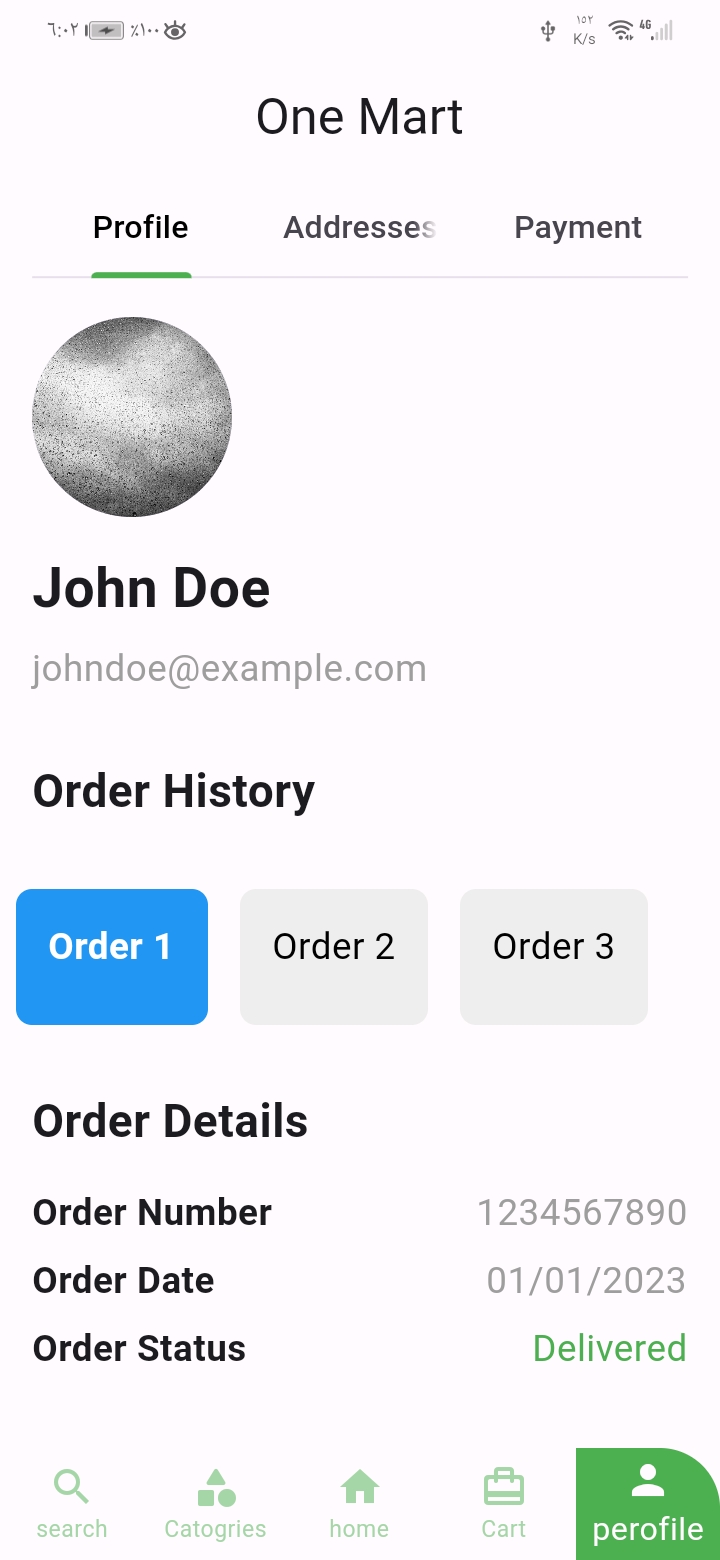 ٦:٠٢ ٪١٠٠ ١٥٢ K/s 4G
One Mart
Profile Addresses Payment
John Doe
johndoe@example.com
Order History
Order 1 Order 2 Order 3
Order Details
Order Number 1234567890
Order Date 01/01/2023
Order Status Delivered
search Catogries home Cart perofile